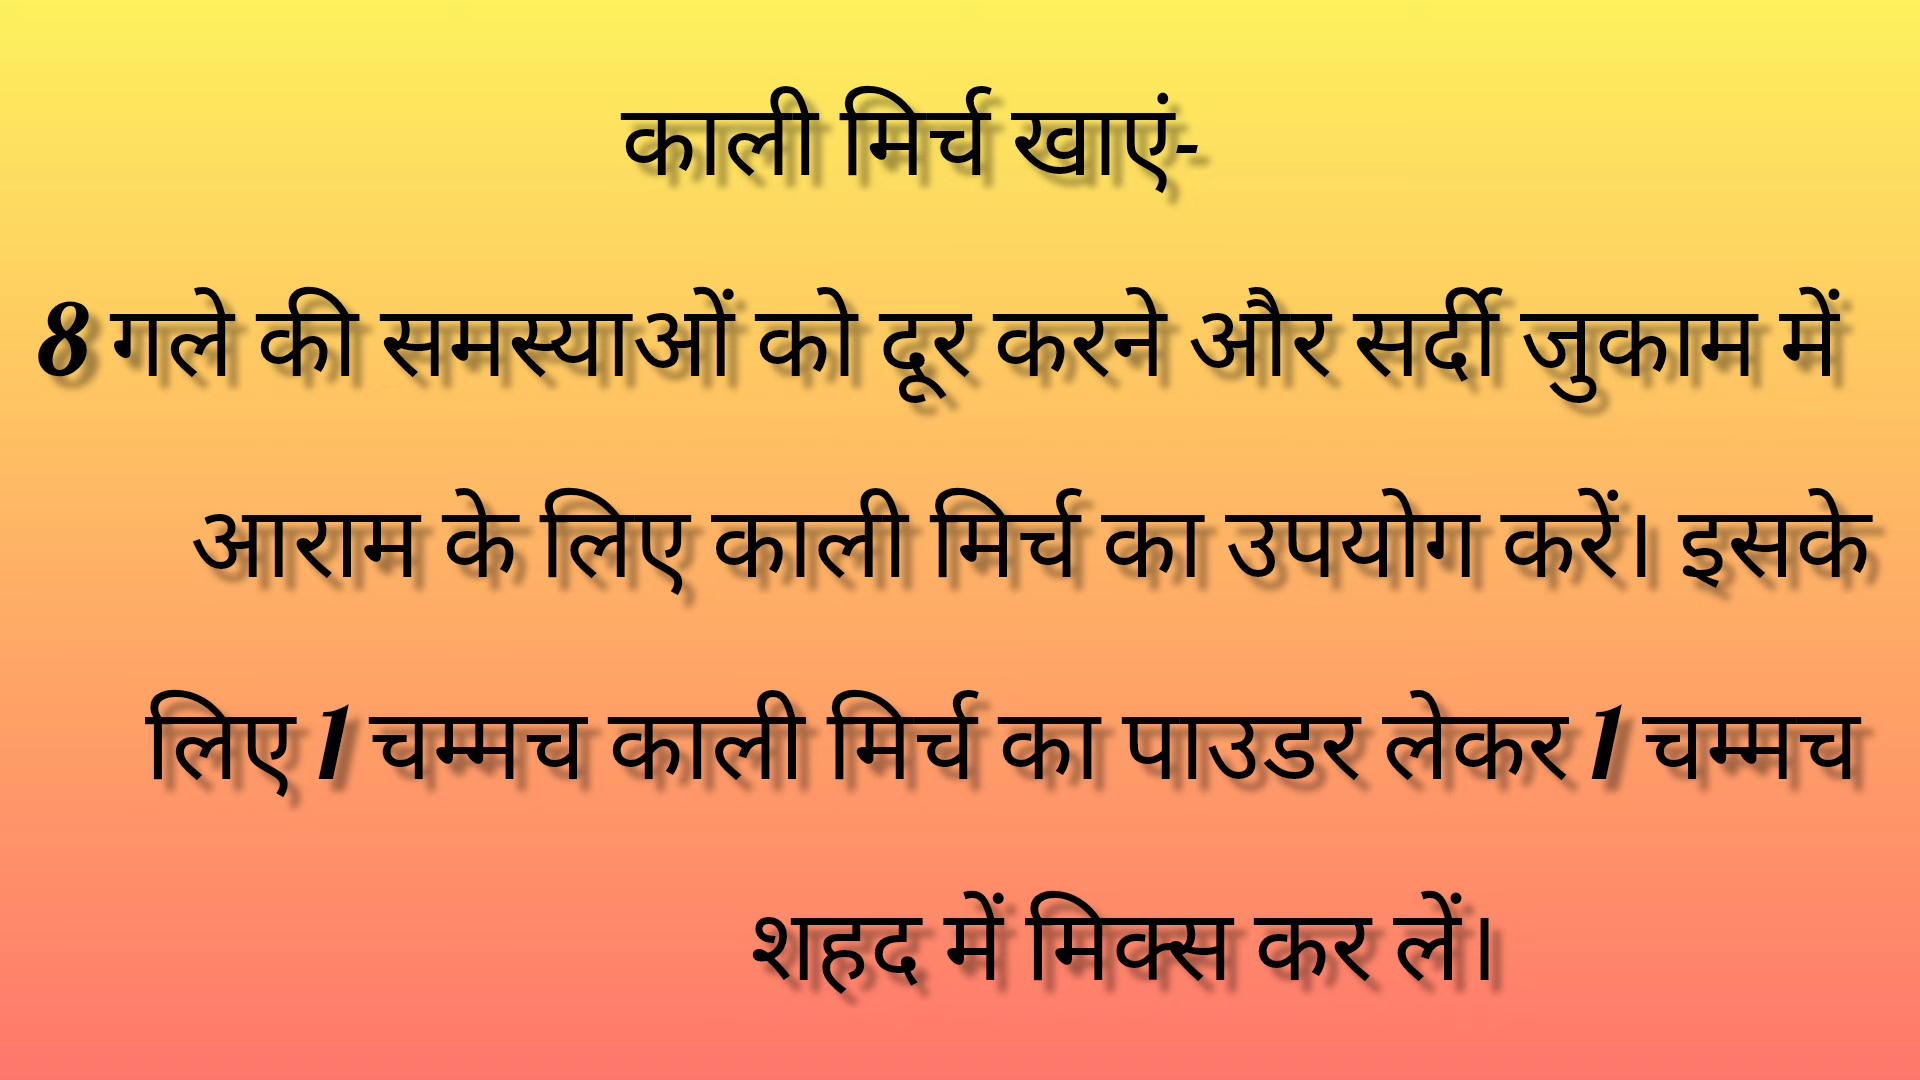 काली मिर्च खाएं-
8 गले की समस्याओं को दूर करने और सर्दी जुकाम में
आराम के लिए काली मिर्च का उपयोग करें। इसके
लिए 1 चम्मच काली मिर्च का पाउडर लेकर 1 चम्मच
शहद में मिक्स कर लें।